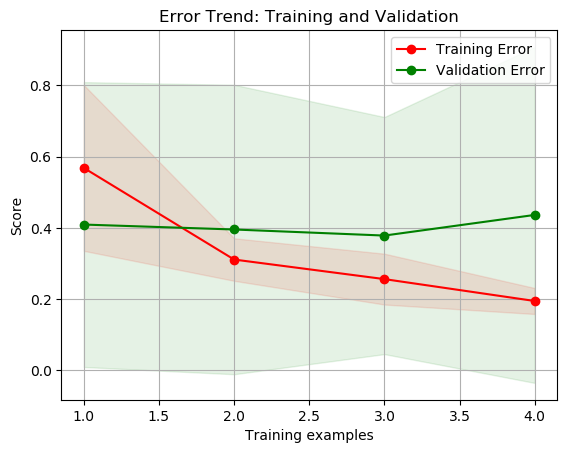 Error Trend: Training and Validation
Training Error
Validation Error
Score
0.8
0.6
0.4
0.2
0.0
1.0 1.5 2.0 2.5 3.0 3.5 4.0
Training examples